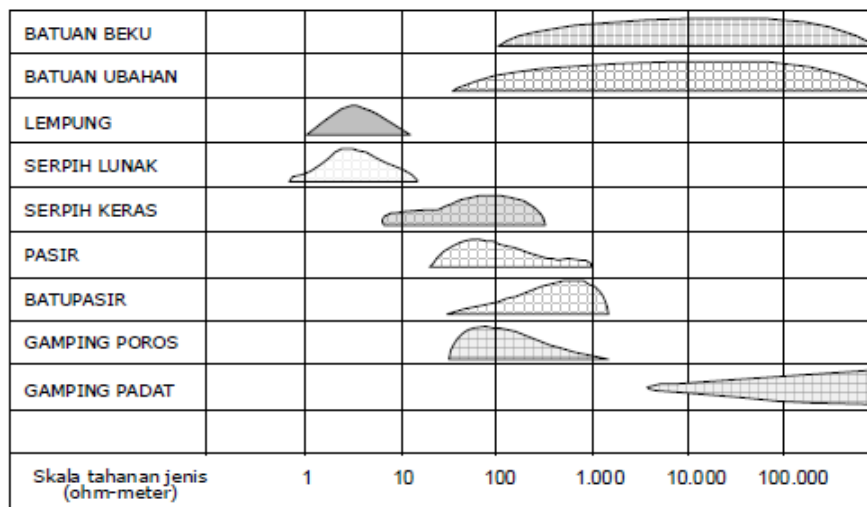 BATUAN BEKU
BATUAN UBAHAN
LEMPUNG
SERPIH LUNAK
SERPIH KERAS
PASIR
BATUPASIR
GAMPING POROS
GAMPING PADAT
Skala tahanan jenis
(ohm-meter)
1 10 100 1.000 10.000 100.000